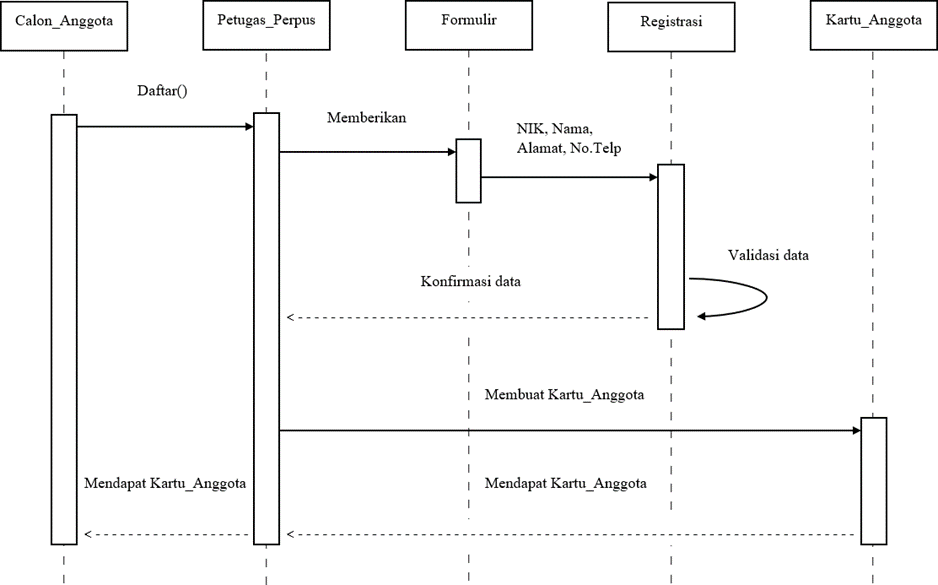 Calon_Anggota
Petugas_Perpus
Formulir
Registrasi
Kartu_Anggota
Daftar()
Memberikan
NIK, Nama,
Alamat, No.Telp
Validasi data
Konfirmasi data
Membuat Kartu_Anggota
Mendapat Kartu_Anggota
Mendapat Kartu_Anggota